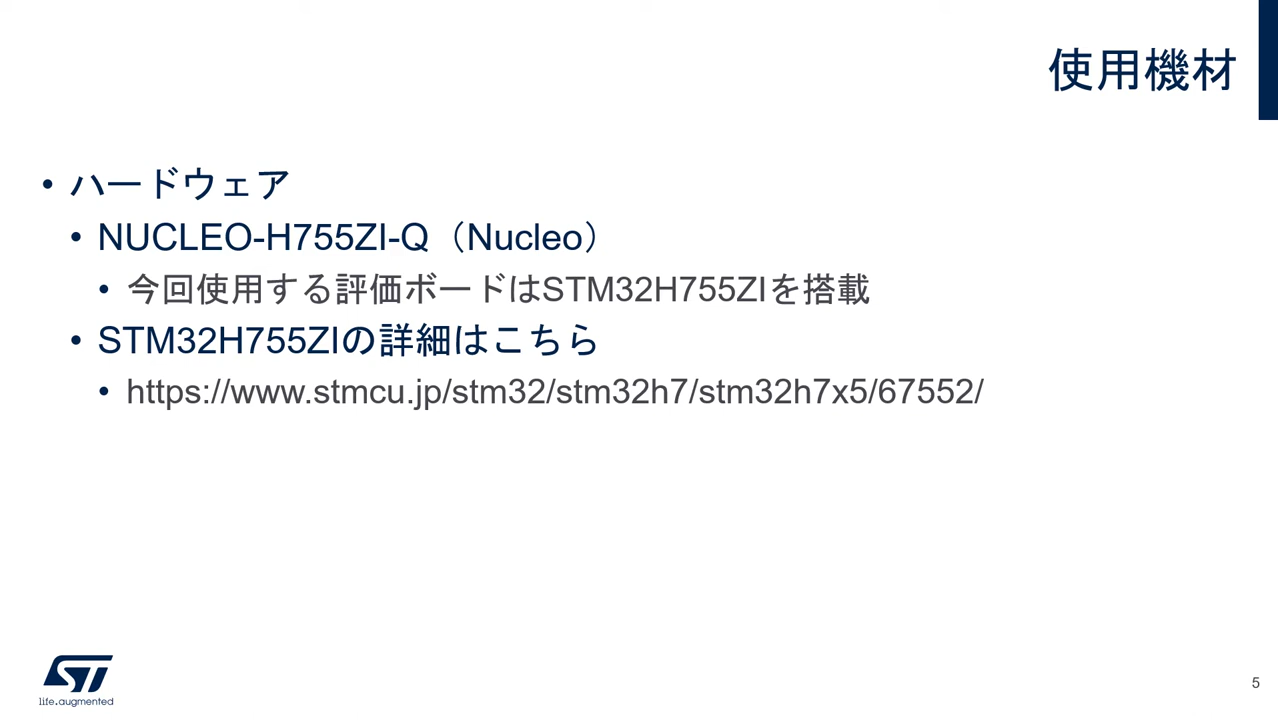 使用機材
• ハードウェア
• NUCLEO-H755ZI-Q（Nucleo）
• 今回使用する評価ボードはSTM32H755ZIを搭載
• STM32H755ZIの詳細はこちら
• https://www.stmcu.jp/stm32/stm32h7/stm32h7x5/67552/
ST
life.augmented
5